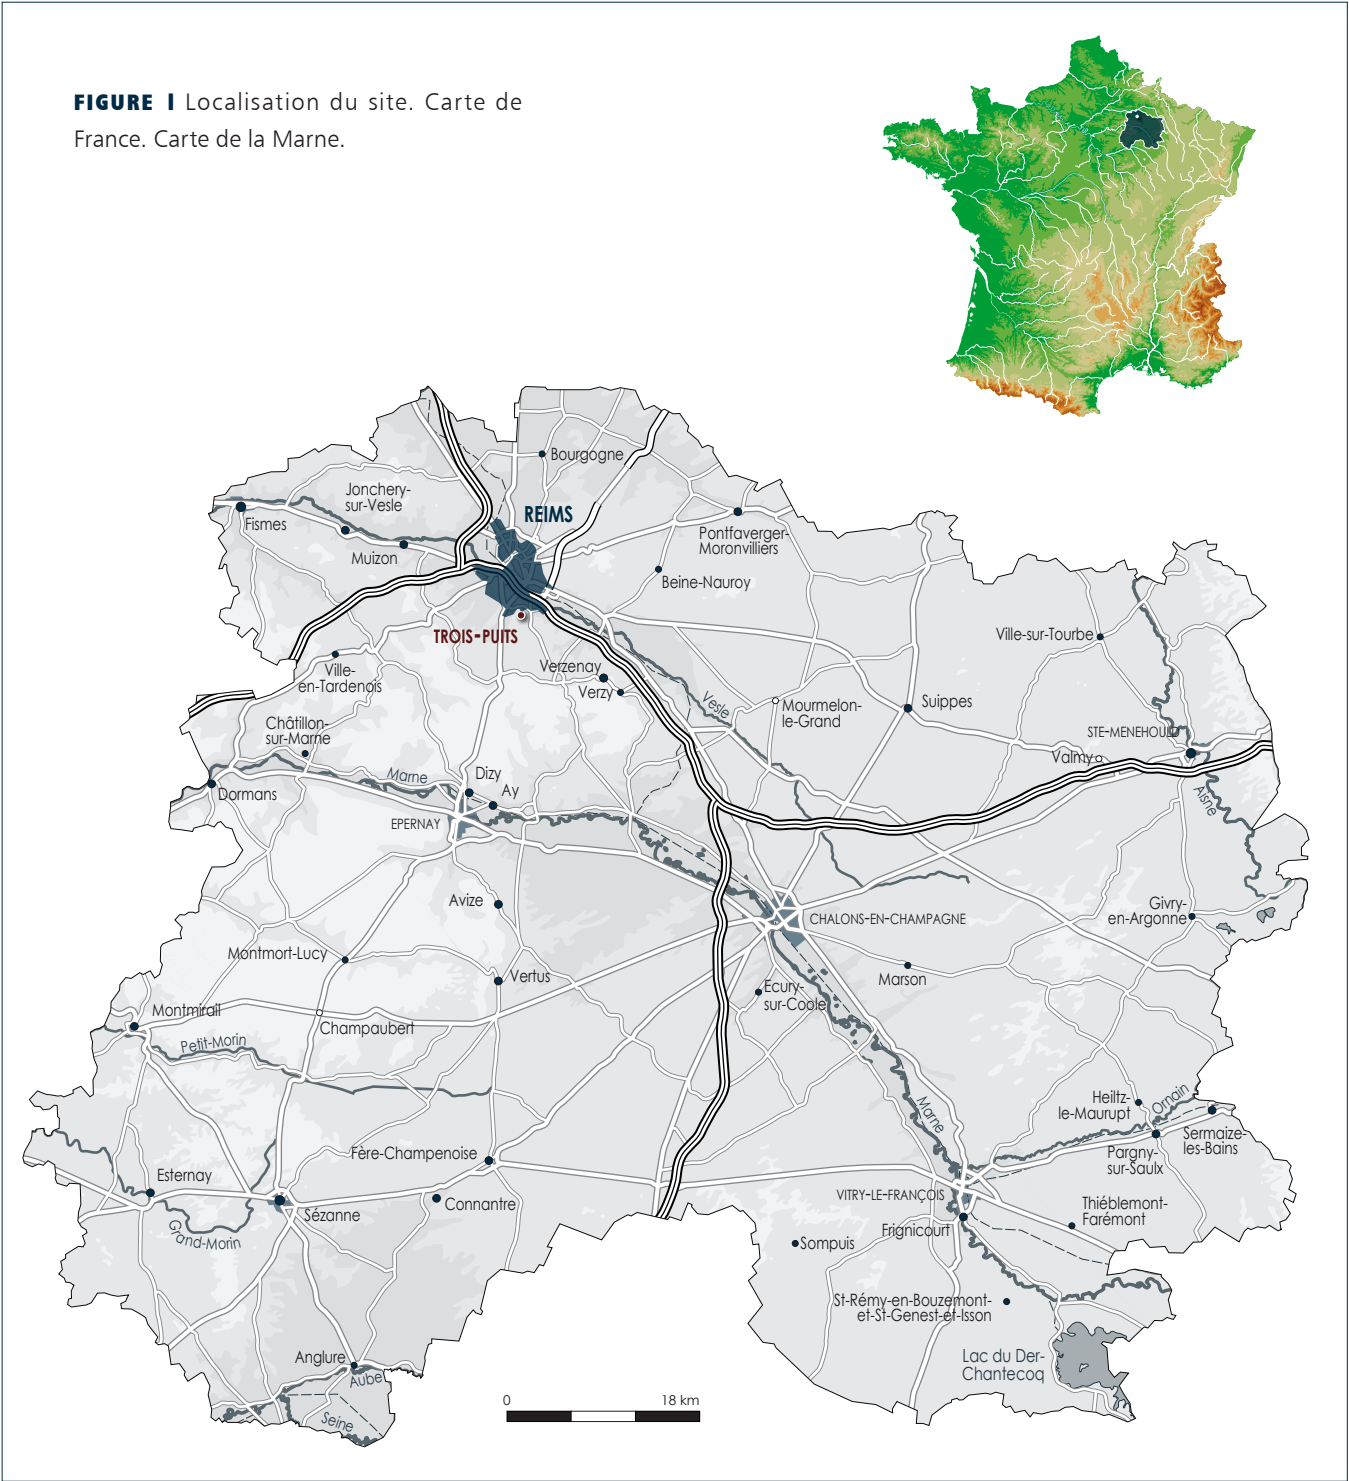 FIGURE 1 Localisation du site. Carte de
France. Carte de la Marne.
Bourgogne
Jonchery-
sur-Vesle
REIMS
Fismes
Muizon
Pontfaverger-
Moronvilliers
Beine-Nauroy
TROIS-PUITS
Ville-sur-Tourbe
Verzenay
Ville-
en-Tardenois
Verzy
Vesle
Mourmelon-
le-Grand
Suippes
Châtillon-
sur-Marne
STE-MENEHOULD
Valmy
Marne
Dizy
Ay
Dormans
Aisne
EPERNAY
Avize
CHALONS-EN-CHAMPAGNE
Givry-
en-Argonne
Montmort-Lucy
Vertus
Marson
Ecury-
sur-Coole
Montmirail
Champaubert
Petit-Morin
Marne
Heiltz-
le-Maurupt
Ornain
Sermaize-
les-Bains
Pargny-
sur-Saulx
Fère-Champenoise
Esternay
Connantre
VITRY-LE-FRANÇOIS
Thiéblemont-
Farémont
Sézanne
Frignicourt
Grand-Morin
Sompuis
St-Rémy-en-Bouzemont-
et-St-Genest-et-Isson
Lac du Der-
Chantecoq
Anglure
Aube
Seine
0
18 km